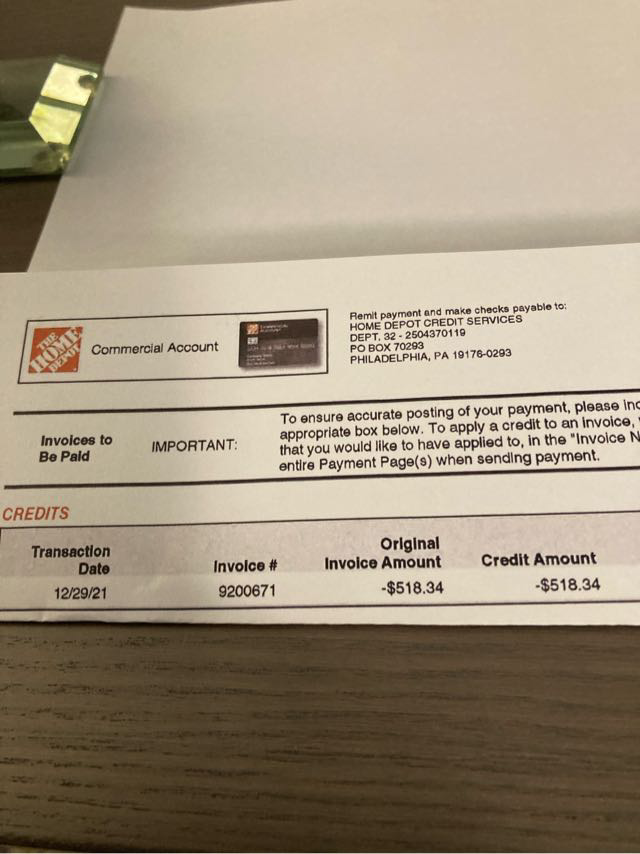 THE
HOME
DEPOT
Commercial Account
Remit payment and make checks payable to:
HOME DEPOT CREDIT SERVICES
DEPT. 32 - 2504370119
PO BOX 70293
PHILADELPHIA, PA 19176-0293
Invoices to
Be Paid
IMPORTANT:
To ensure accurate posting of your payment, please inc
appropriate box below. To apply a credit to an invoice,
that you would like to have applied to, in the "Invoice N
entire Payment Page(s) when sending payment.
CREDITS
Transaction
Date
Invoice #
Original
Invoice Amount
Credit Amount
12/29/21
9200671
-$518.34
-$518.34